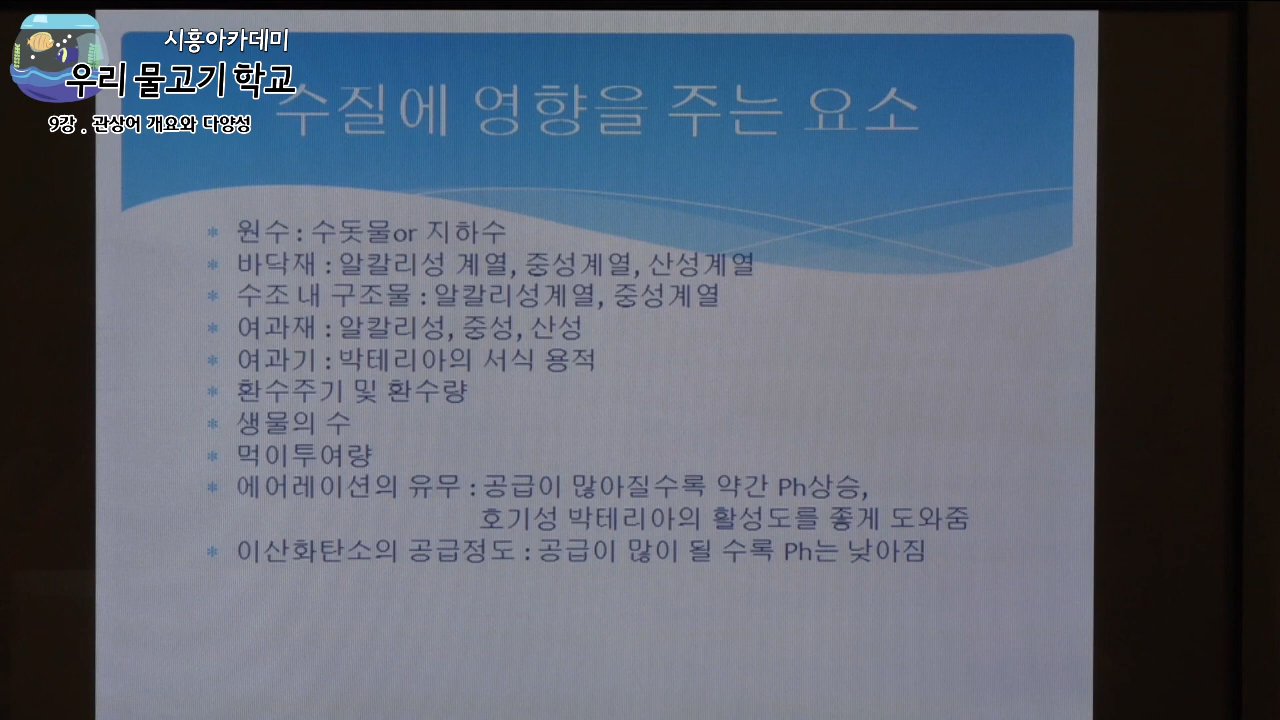 시흥아카데미
우리 물고기 학교
9강 . 관상어 개요와 다양성
수질에 영향을 주는 요소
* 원수 : 수돗물or 지하수
* 바닥재 : 알칼리성 계열, 중성계열, 산성계열
* 수조 내 구조물 : 알칼리성계열, 중성계열
* 여과재 : 알칼리성, 중성, 산성
* 여과기 : 박테리아의 서식 용적
* 환수주기 및 환수량
* 생물의 수
* 먹이투여량
* 에어레이션의 유무 : 공급이 많아질수록 약간 Ph상승,
호기성 박테리아의 활성도를 좋게 도와줌
* 이산화탄소의 공급정도 : 공급이 많이 될 수록 Ph는 낮아짐